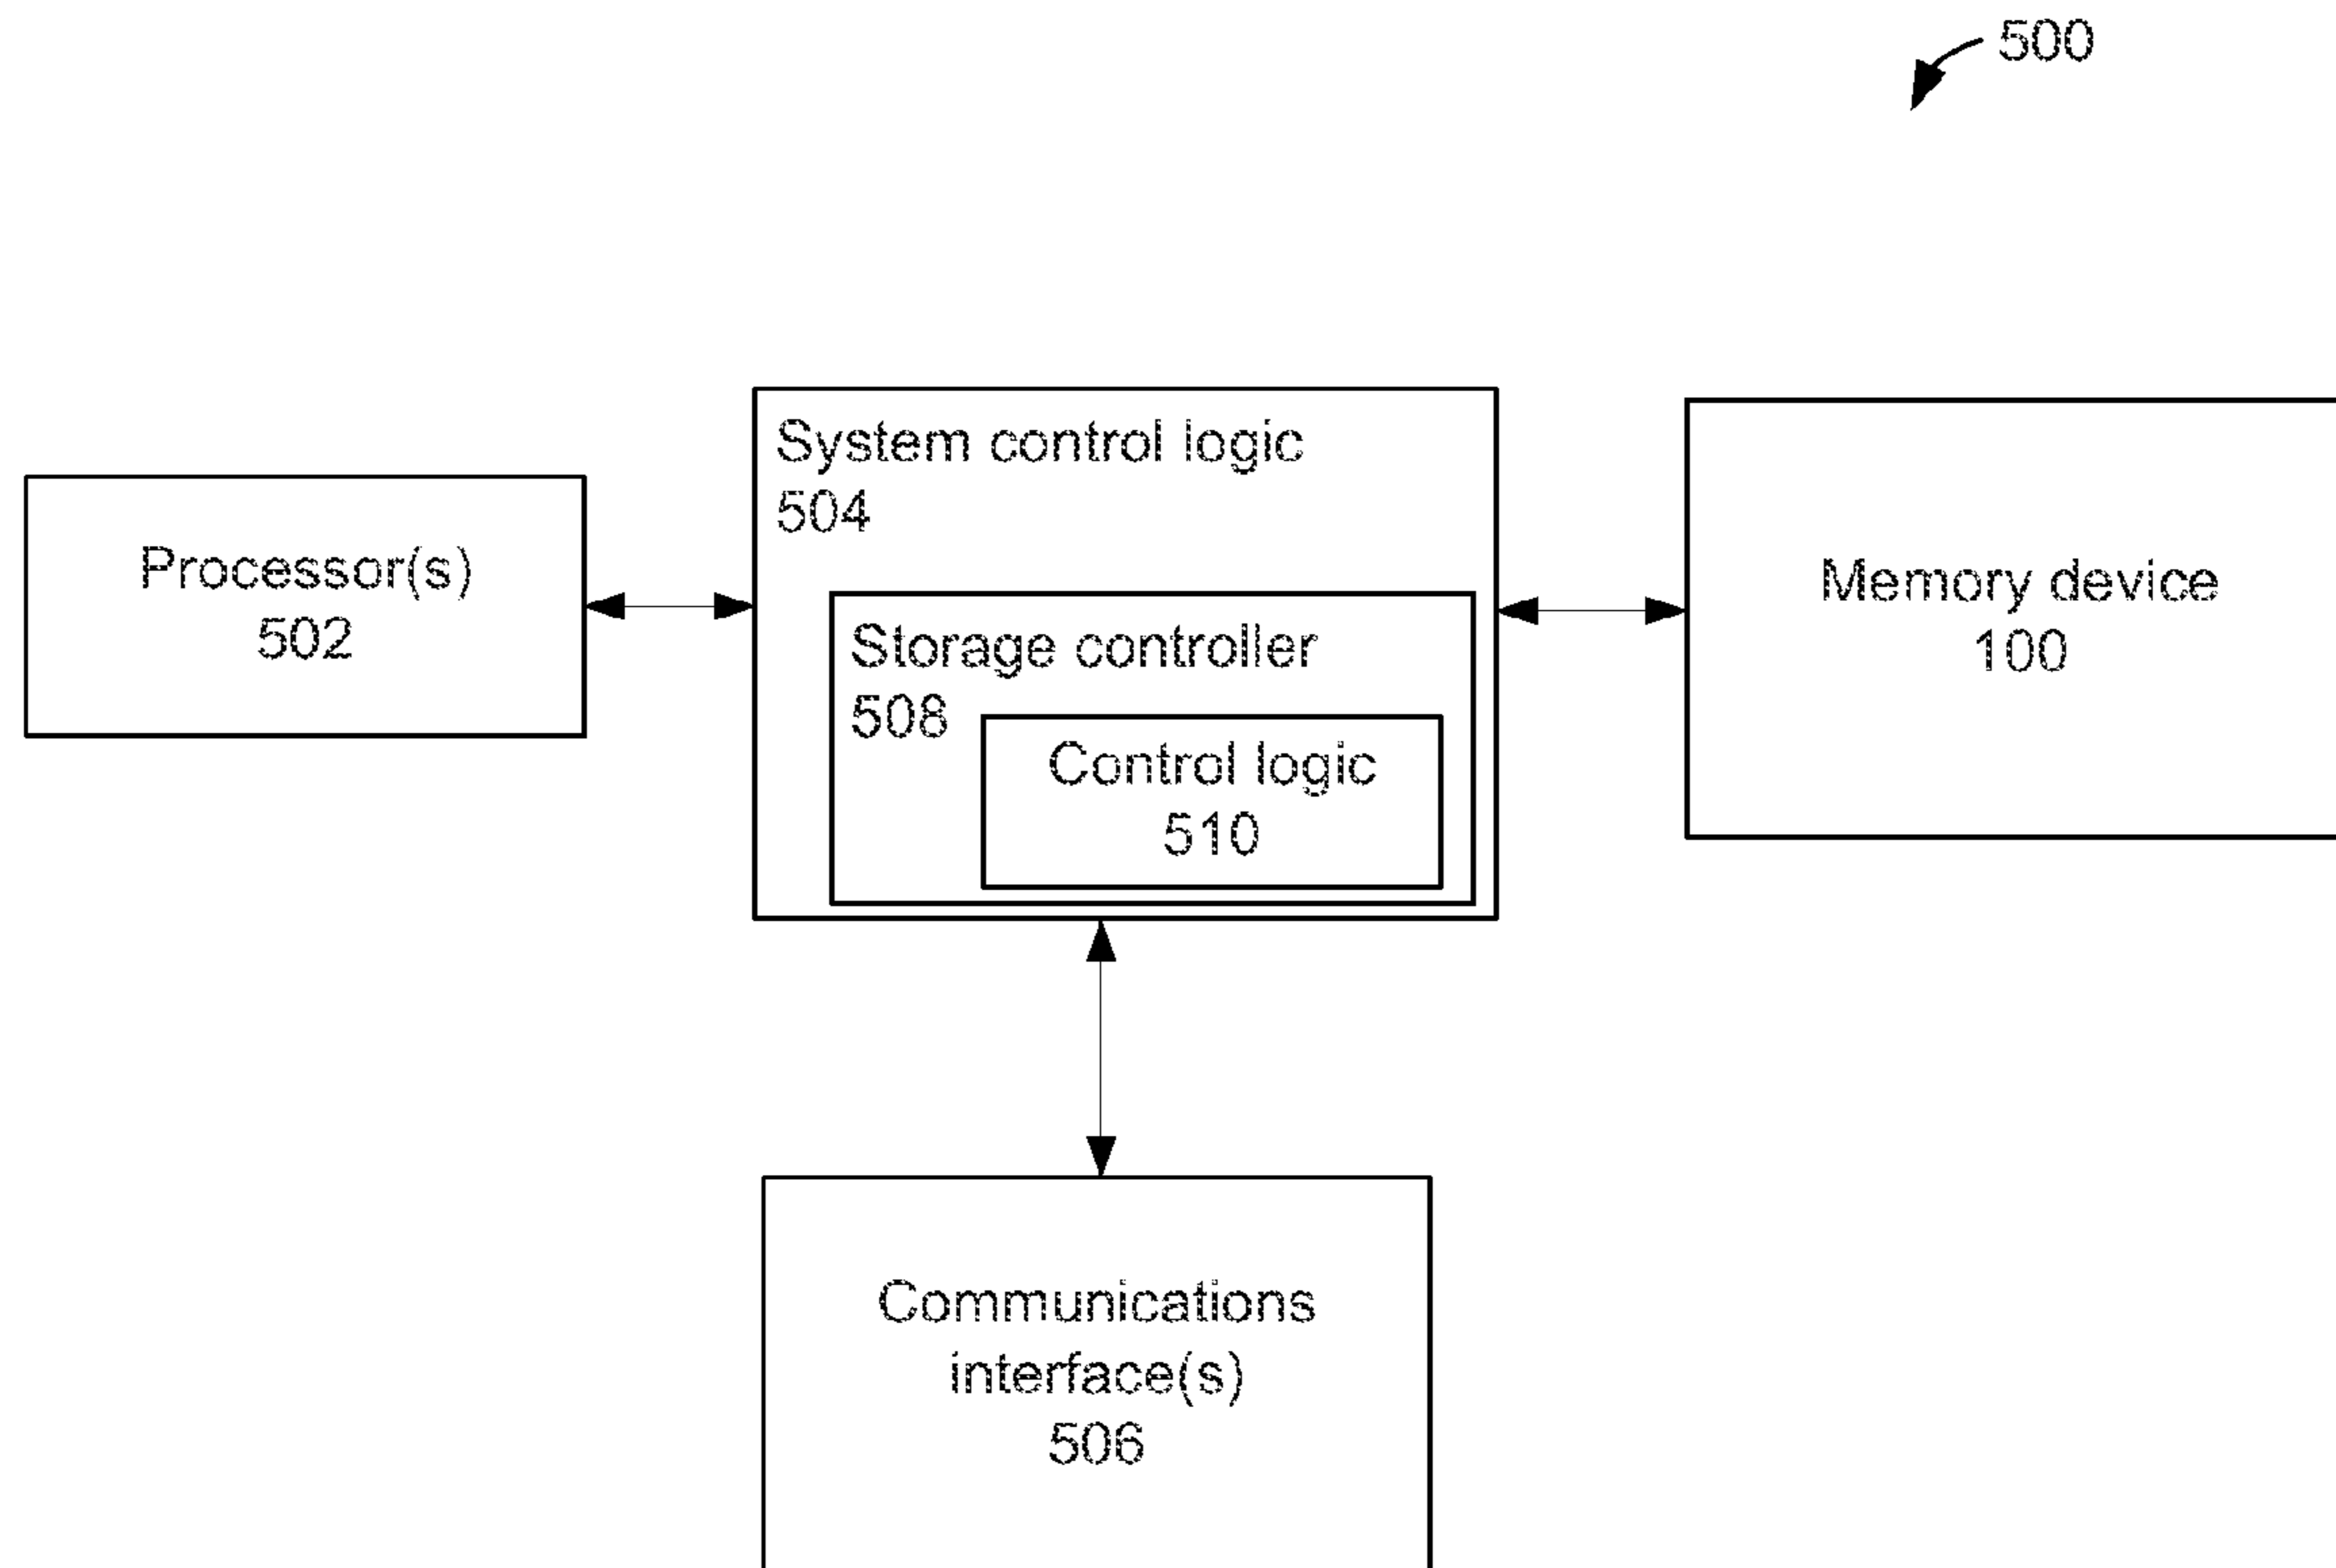 500
System control logic
504
Processor(s)
502
Storage controller
508
Control logic
510
Memory device
100
Communications
interface(s)
506